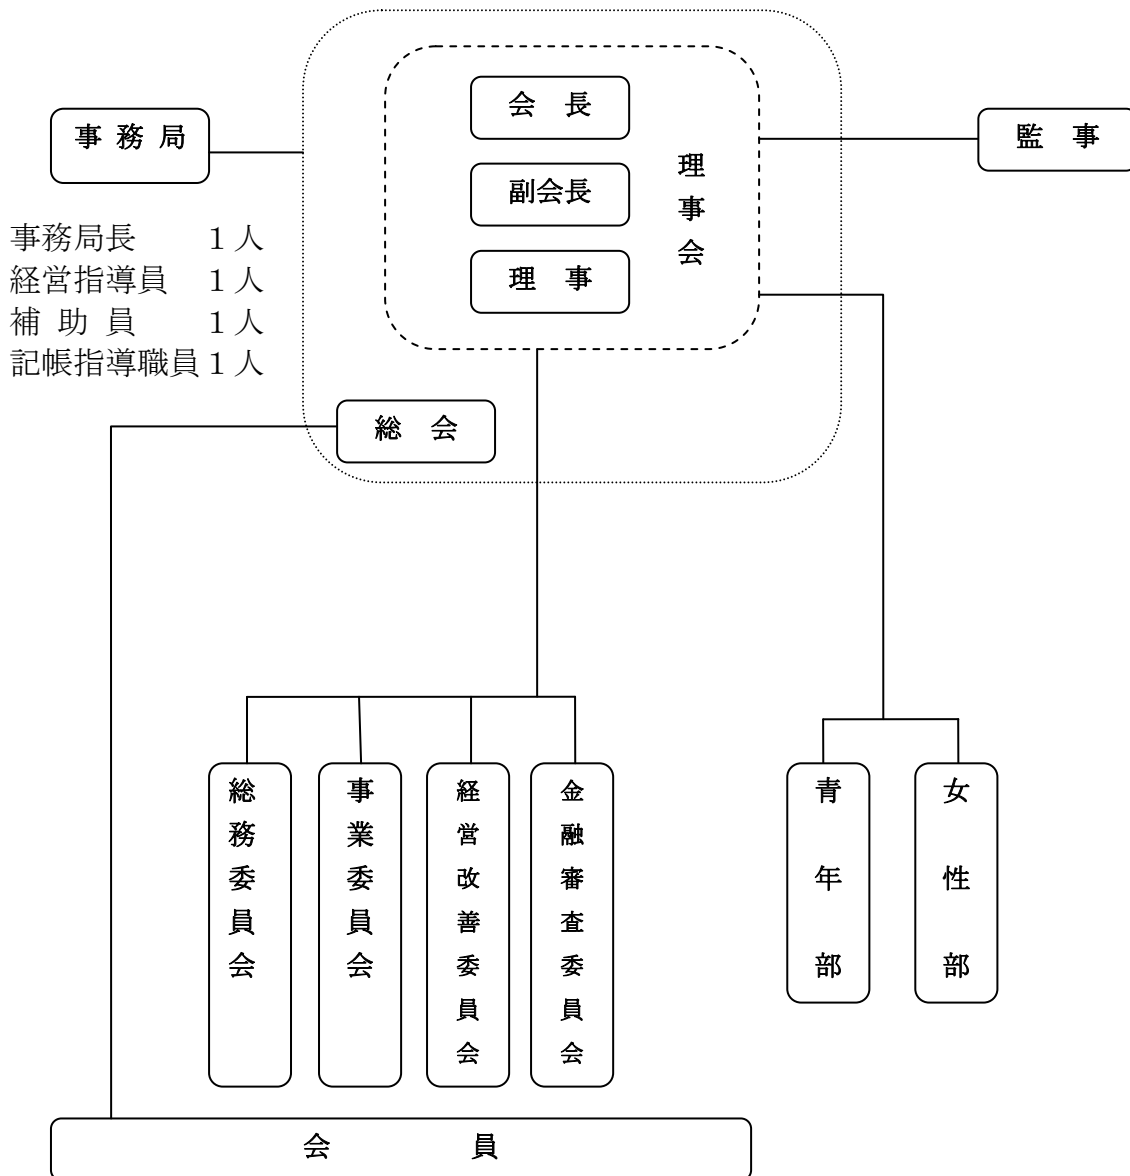 会　長
事 務 局
監　事
副会長
理事会
理　事
事務局長　　１人
経営指導員　１人
補 助 員　　１人
記帳指導職員１人
総　会
総務委員会
事業委員会
経営改善委員会
金融審査委員会
青年部
女性部
会　　　員